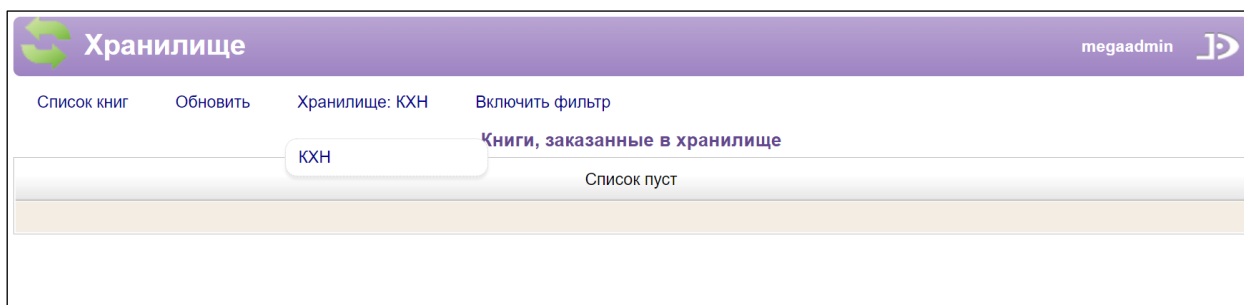 Хранилище
megaadmin
Список книг Обновить Хранилище: КХН Включить фильтр
Книги, заказанные в хранилище
КХН
Список пуст